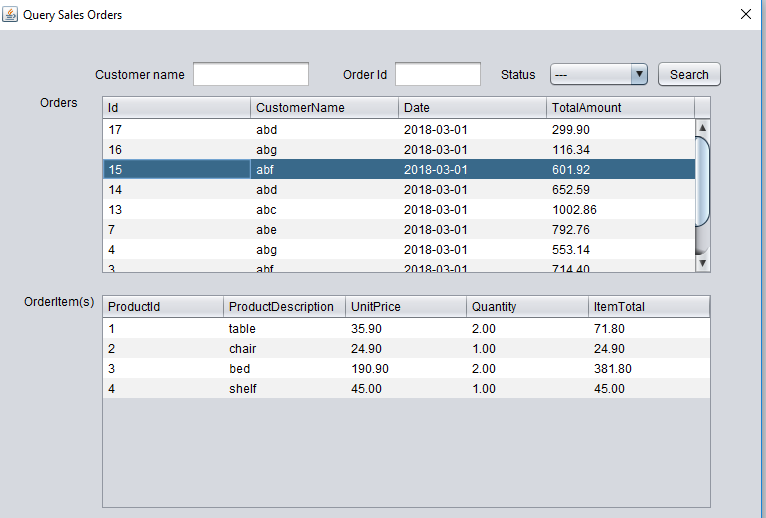 Query Sales Orders
Customer name Order Id Status --- Search
Orders
Id CustomerName Date TotalAmount
17 abd 2018-03-01 299.90
16 abg 2018-03-01 116.34
15 abf 2018-03-01 601.92
14 abd 2018-03-01 652.59
13 abc 2018-03-01 1002.86
7 abe 2018-03-01 792.76
4 abg 2018-03-01 553.14
3 abf 2018-03-01 714.40
OrderItem(s)
ProductId ProductDescription UnitPrice Quantity ItemTotal
1 table 35.90 2.00 71.80
2 chair 24.90 1.00 24.90
3 bed 190.90 2.00 381.80
4 shelf 45.00 1.00 45.00